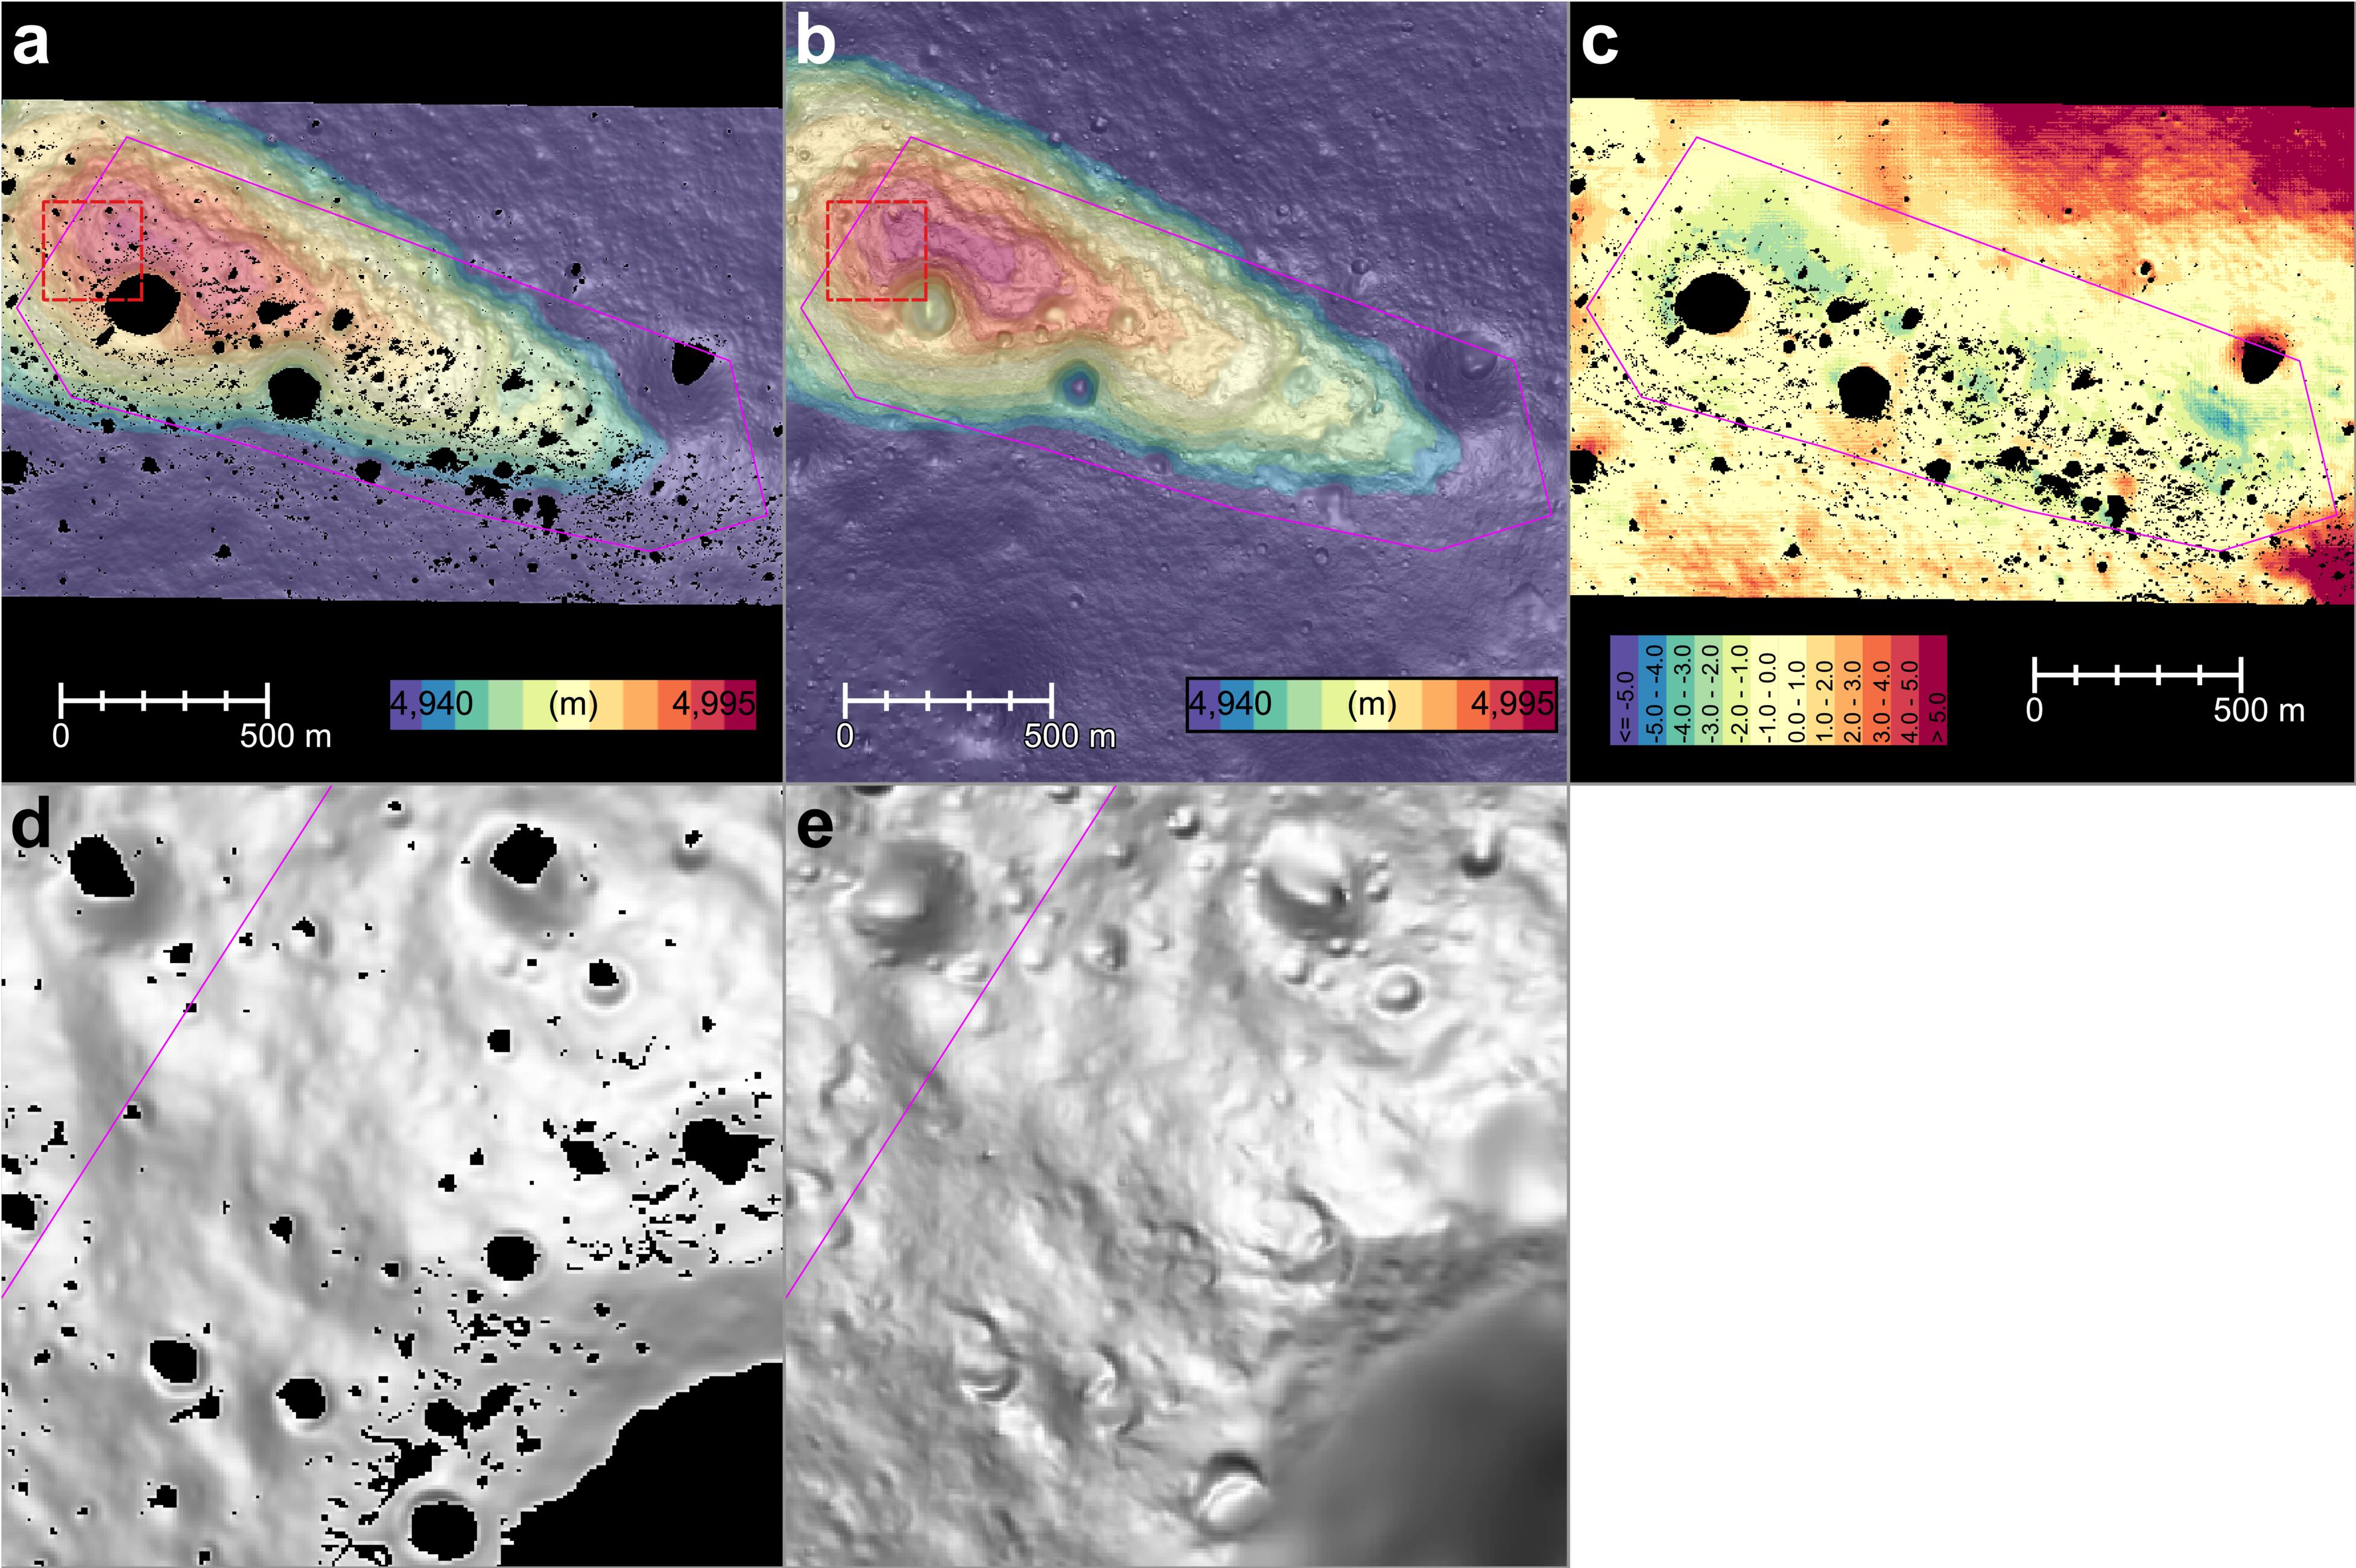 a
b
c
4,940 (m) 4,995
0 500 m
4,940 (m) 4,995
0 500 m
<= -5.0
-5.0 - -4.0
-4.0 - -3.0
-3.0 - -2.0
-2.0 - -1.0
-1.0 - 0.0
0.0 - 1.0
1.0 - 2.0
2.0 - 3.0
3.0 - 4.0
4.0 - 5.0
> 5.0
0 500 m
d
e